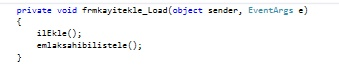 private void frmkayitekle_Load(object sender, EventArgs e)
{
ilEkle();
emlaksahibilistele();
}